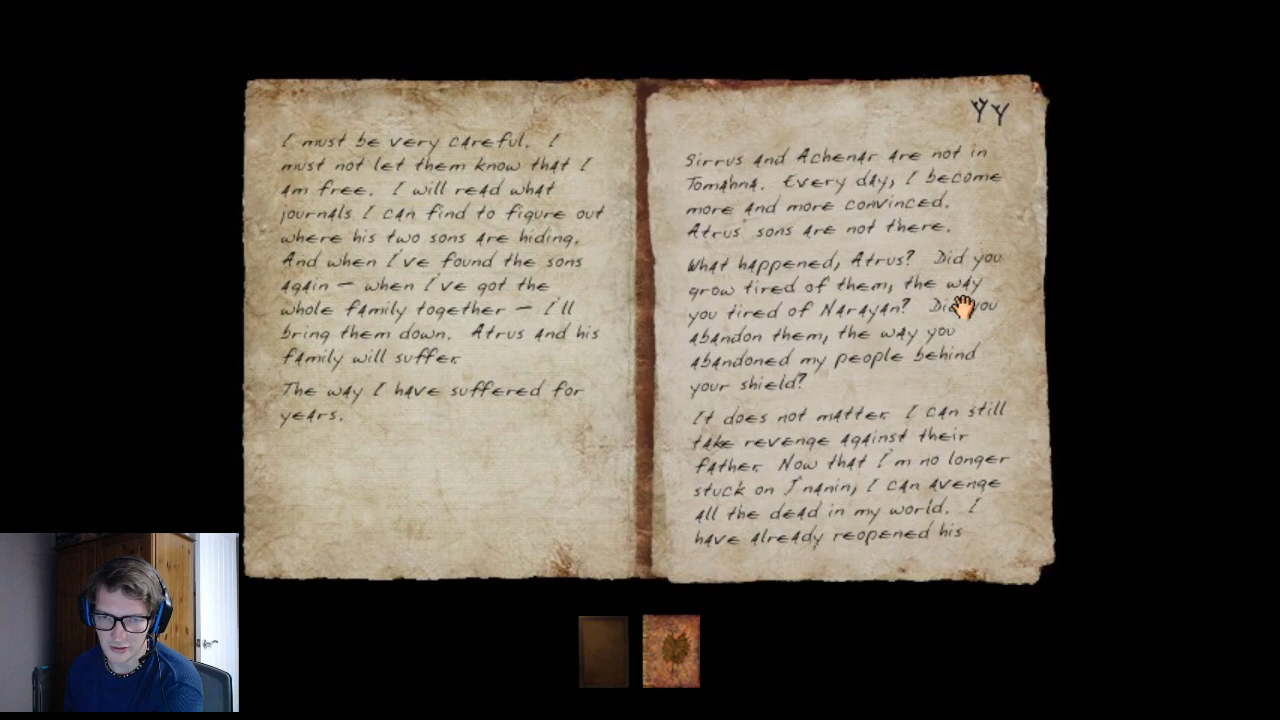 I must be very careful. I
must not let them know that I
am free. I will read what
journals I can find to figure out
where his two sons are hiding.
And when I've found the sons
again – when I've got the
whole family together – I'll
bring them down. Atrus and his
family will suffer.
The way I have suffered for
years.
Sirrus and Achenar are not in
Tomahna. Every day, I become
more and more convinced.
Atrus' sons are not there.
What happened, Atrus? Did you
grow tired of them, the way
you tired of Narayan? Did you
abandon them, the way you
abandoned my people behind
your shield?
It does not matter. I can still
take revenge against their
father. Now that I'm no longer
stuck on J'nanin, I can avenge
all the dead in my world. I
have already reopened his